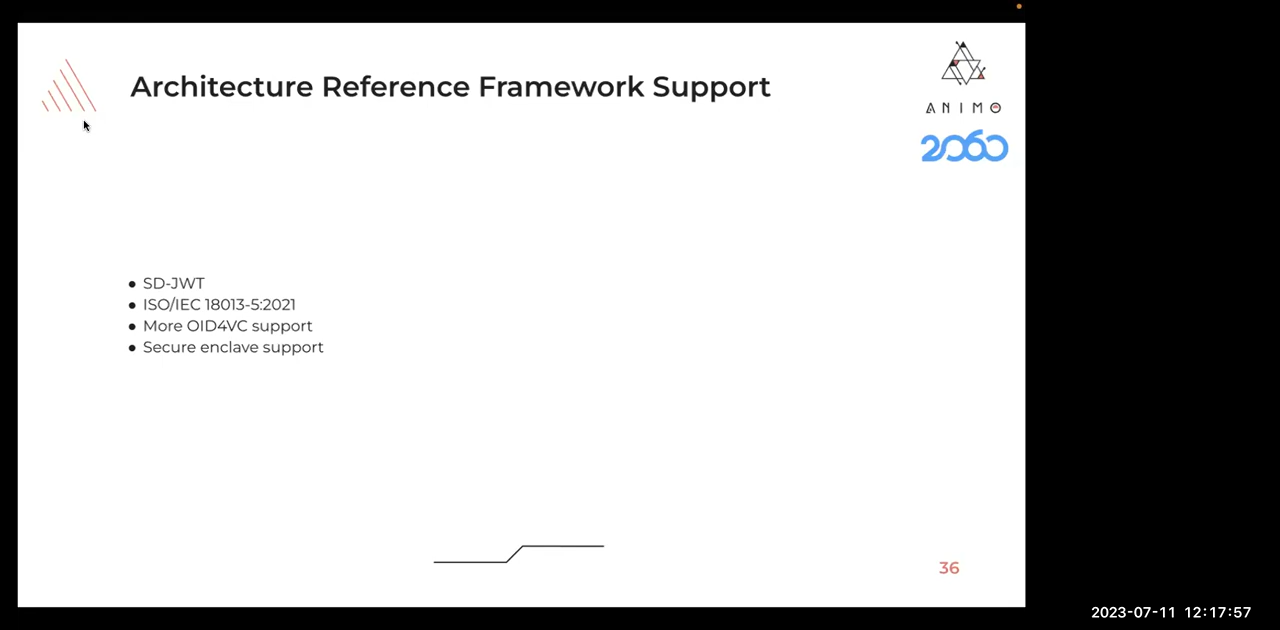 Architecture Reference Framework Support
ANIMO
2060
● SD-JWT
● ISO/IEC 18013-5:2021
● More OID4VC support
● Secure enclave support
36
2023-07-11 12:17:57